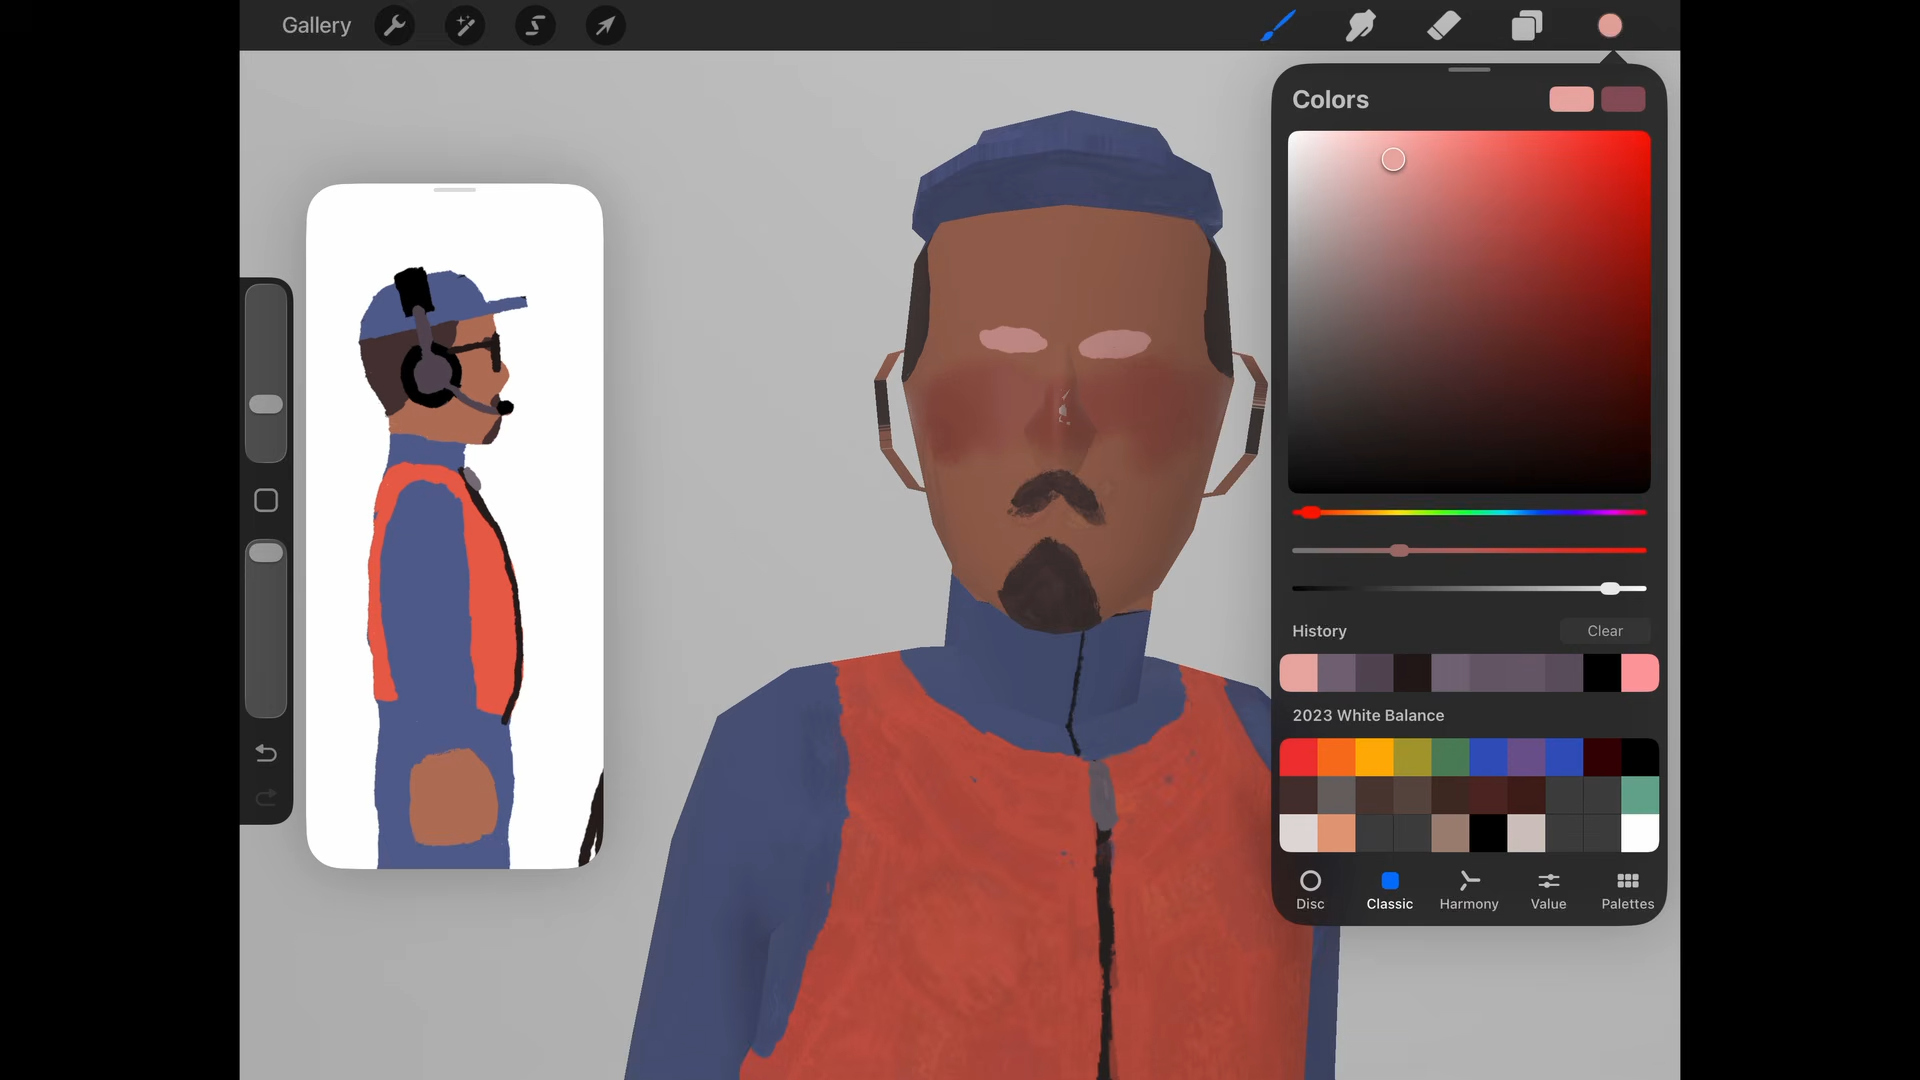 Gallery
Colors
History
Clear
2023 White Balance
Disc
Classic
Harmony
Value
Palettes